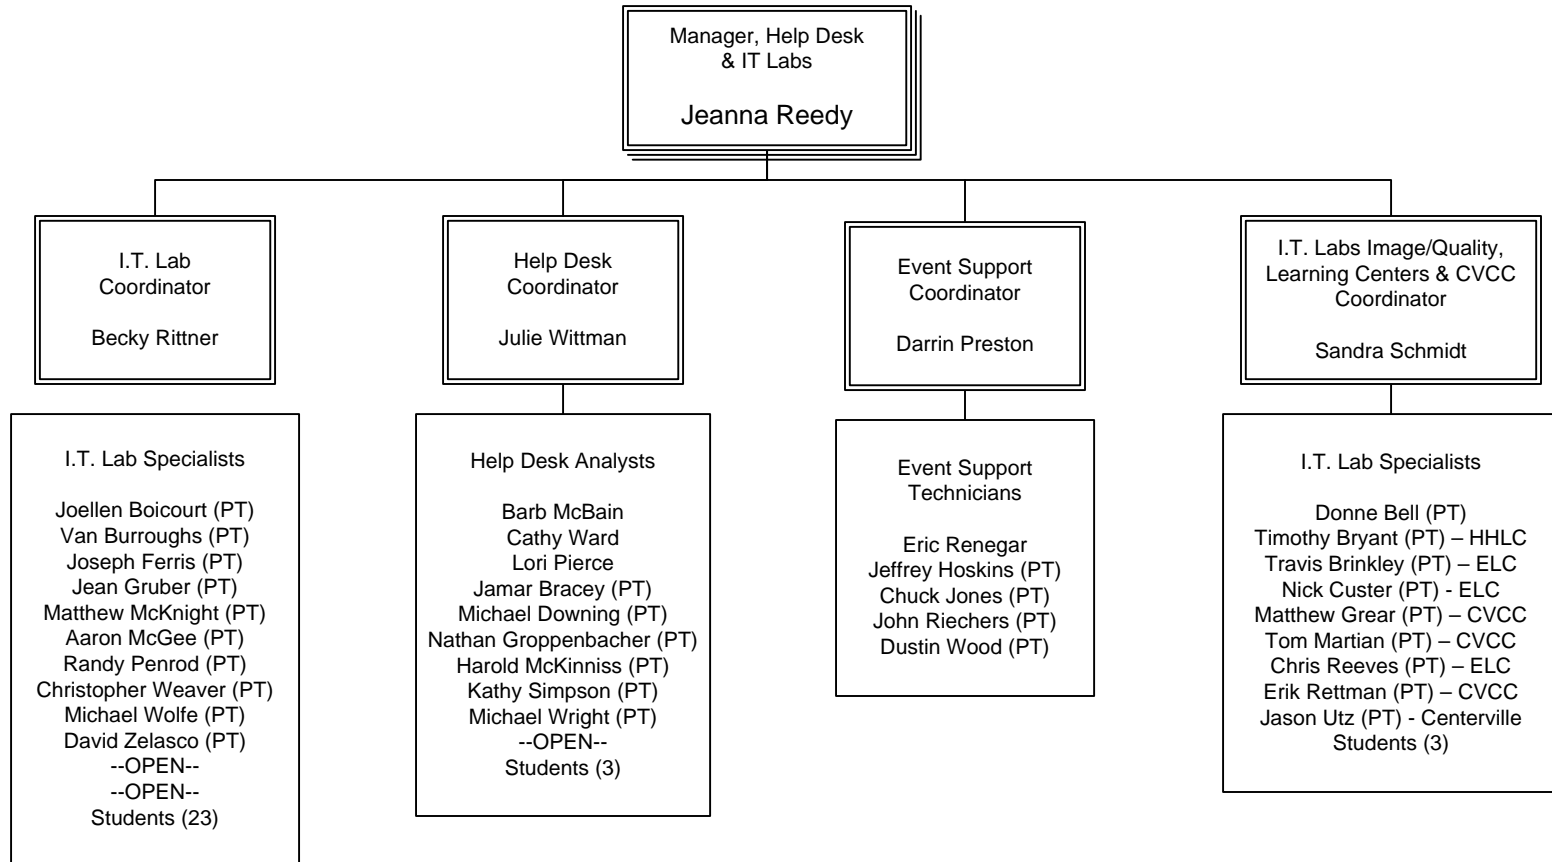 Manager, Help Desk
& IT Labs
Jeanna Reedy
I.T. Lab
Coordinator
Becky Rittner
Help Desk
Coordinator
Julie Wittman
Event Support
Coordinator
Darrin Preston
I.T. Labs Image/Quality,
Learning Centers & CVCC
Coordinator
Sandra Schmidt
I.T. Lab Specialists
Joellen Boicourt (PT)
Van Burroughs (PT)
Joseph Ferris (PT)
Jean Gruber (PT)
Matthew McKnight (PT)
Aaron McGee (PT)
Randy Penrod (PT)
Christopher Weaver (PT)
Michael Wolfe (PT)
David Zelasco (PT)
--OPEN--
--OPEN--
Students (23)
Help Desk Analysts
Barb McBain
Cathy Ward
Lori Pierce
Jamar Bracey (PT)
Michael Downing (PT)
Nathan Groppenbacher (PT)
Harold McKinniss (PT)
Kathy Simpson (PT)
Michael Wright (PT)
--OPEN--
Students (3)
Event Support
Technicians
Eric Renegar
Jeffrey Hoskins (PT)
Chuck Jones (PT)
John Riechers (PT)
Dustin Wood (PT)
I.T. Lab Specialists
Donne Bell (PT)
Timothy Bryant (PT) – HHLC
Travis Brinkley (PT) – ELC
Nick Custer (PT) - ELC
Matthew Grear (PT) – CVCC
Tom Martian (PT) – CVCC
Chris Reeves (PT) – ELC
Erik Rettman (PT) – CVCC
Jason Utz (PT) - Centerville
Students (3)